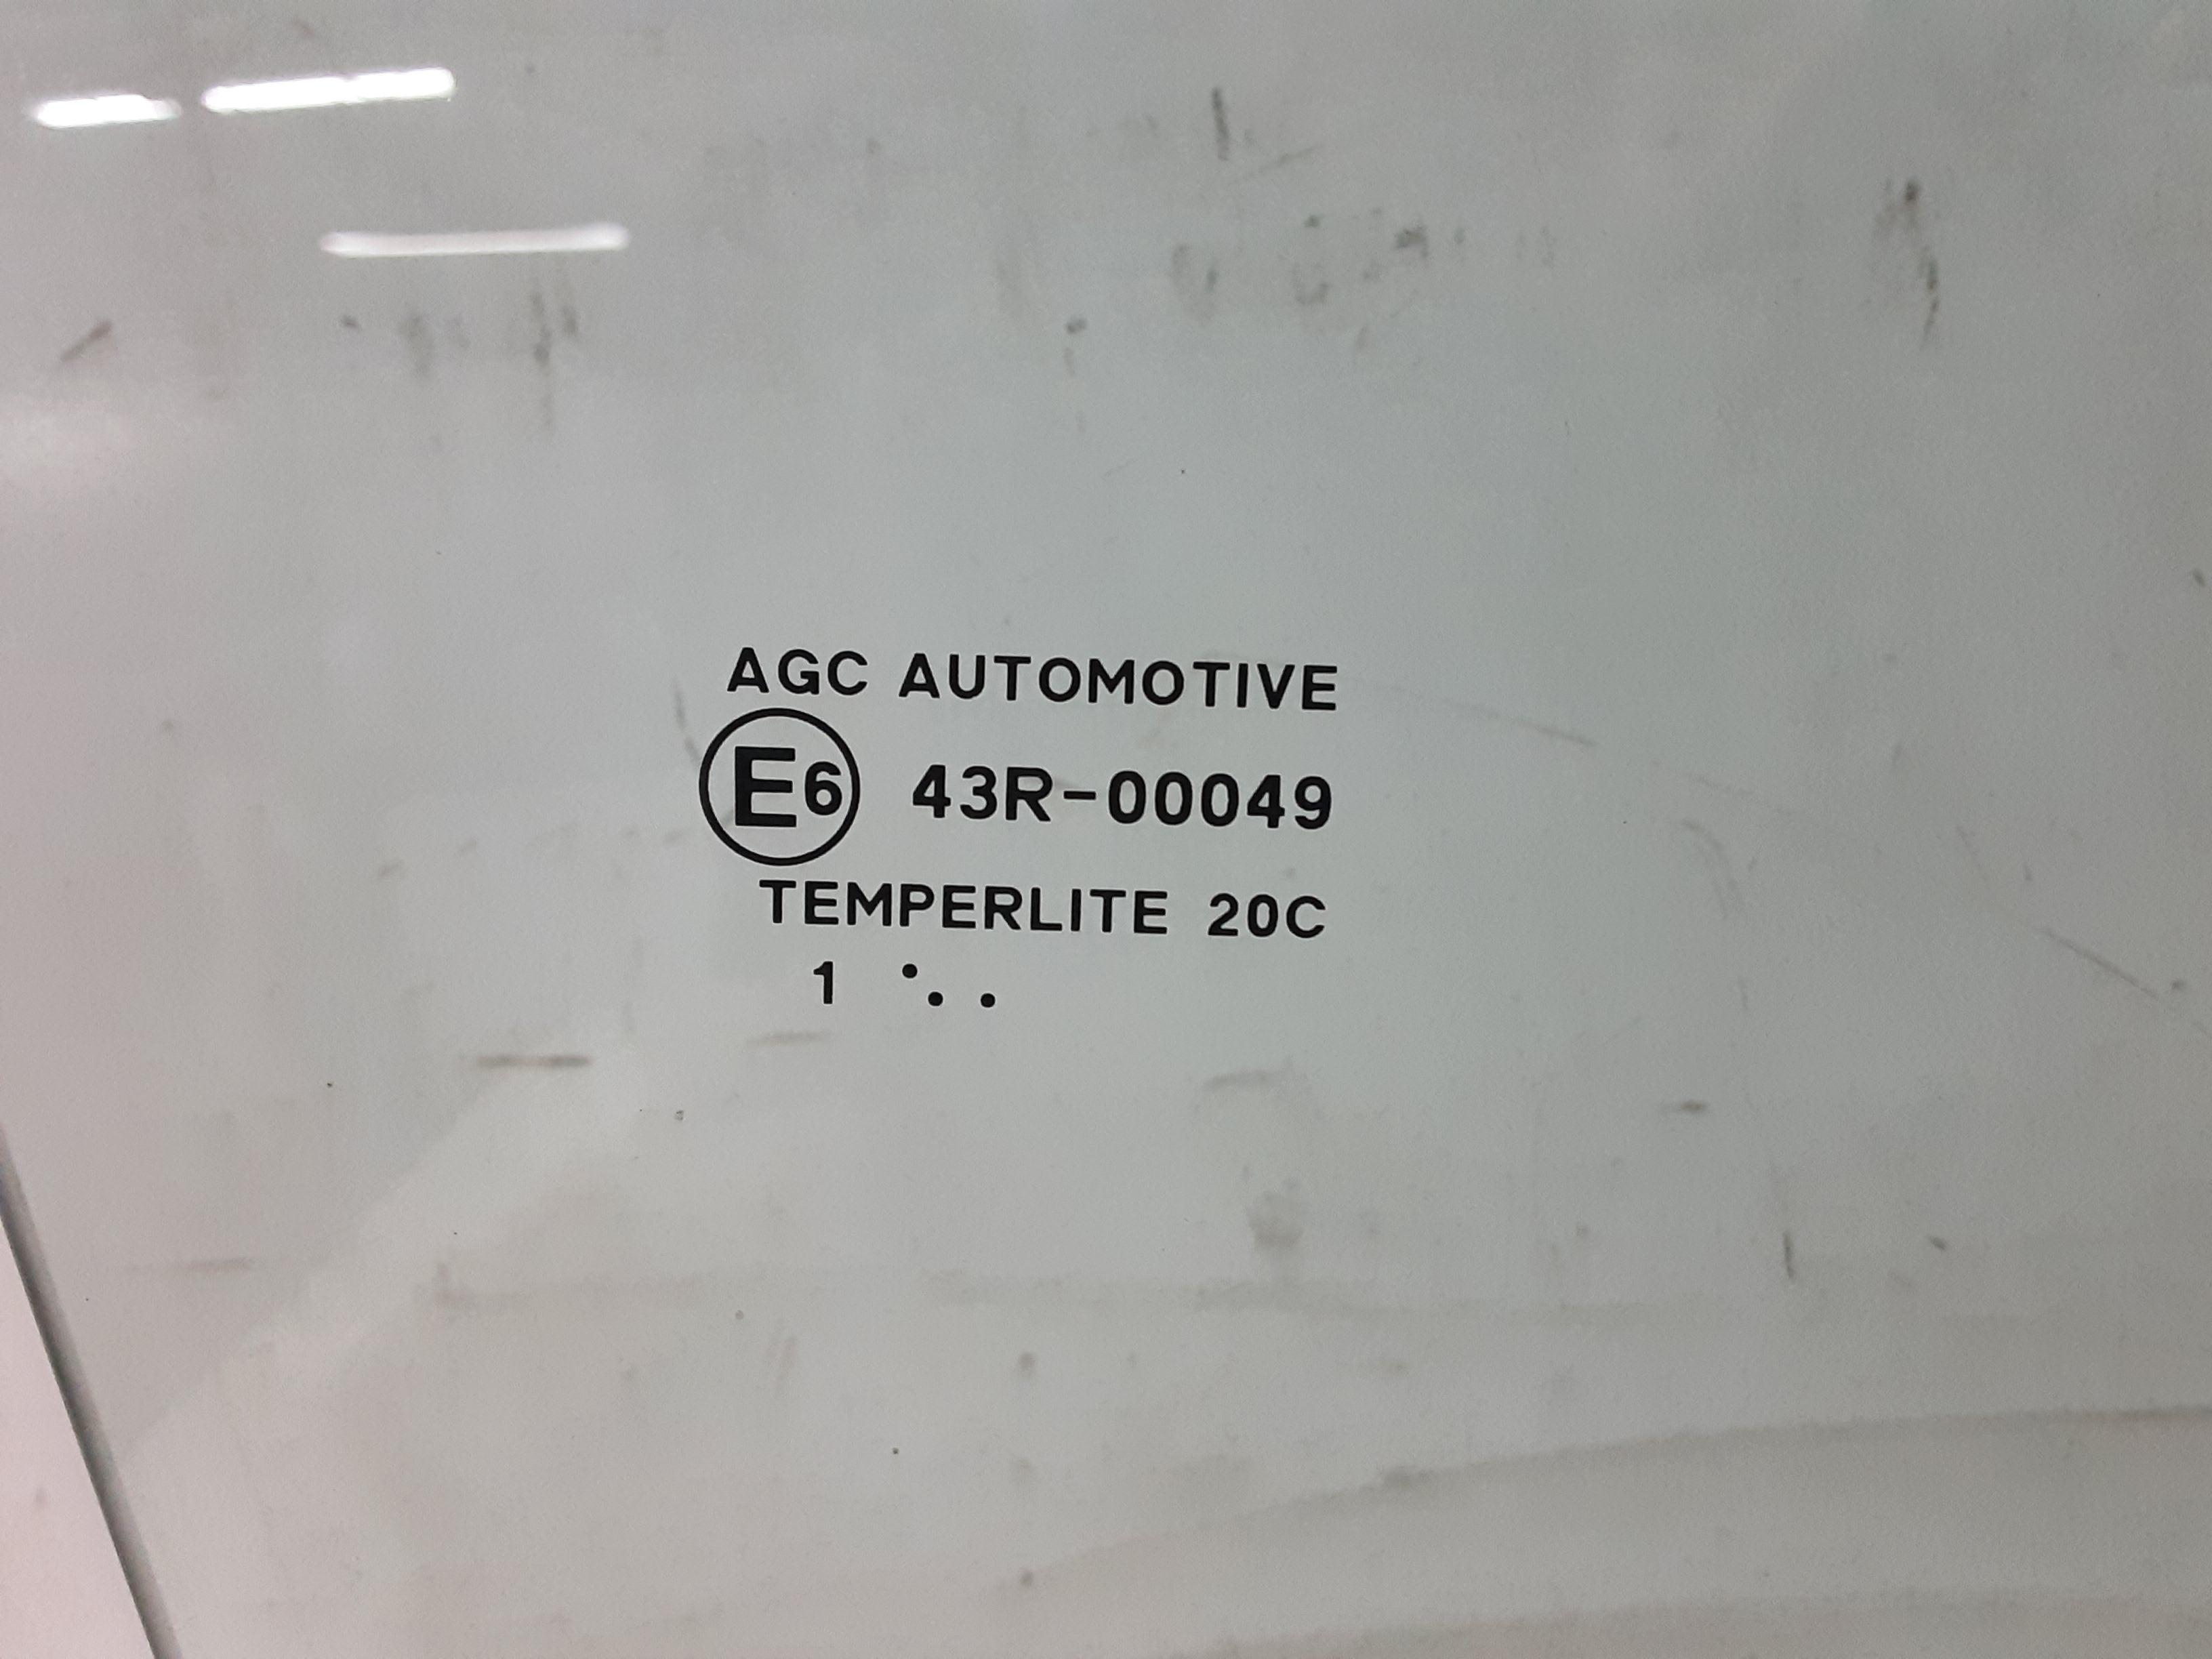 AGC AUTOMOTIVE
E6 43R-00049
TEMPERLITE 20C
1 ·. .